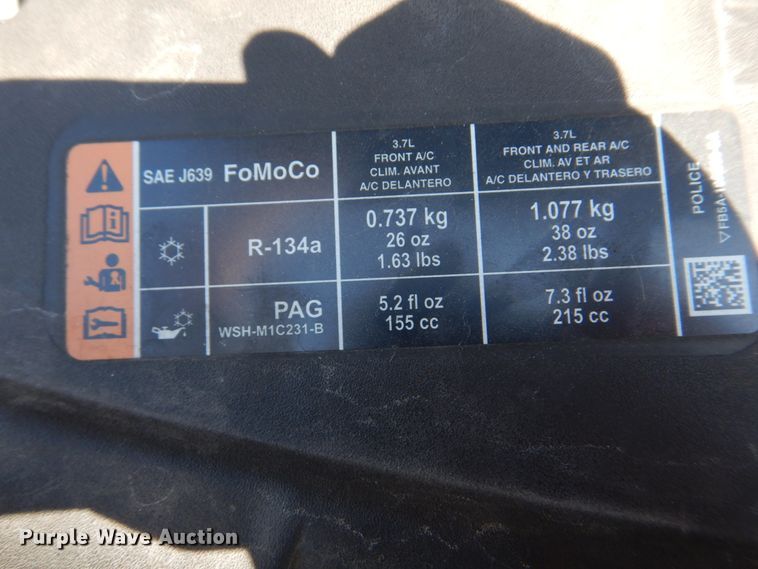 SAE J639 FoMoCo
3.7L
FRONT A/C
CLIM. AVANT
A/C DELANTERO
3.7L
FRONT AND REAR A/C
CLIM. AV ET AR
A/C DELANTERO Y TRASERO
R-134a
0.737 kg
26 oz
1.63 lbs
1.077 kg
38 oz
2.38 lbs
PAG
WSH-M1C231-B
5.2 fl oz
155 cc
7.3 fl oz
215 cc
POLICE
Purple Wave Auction